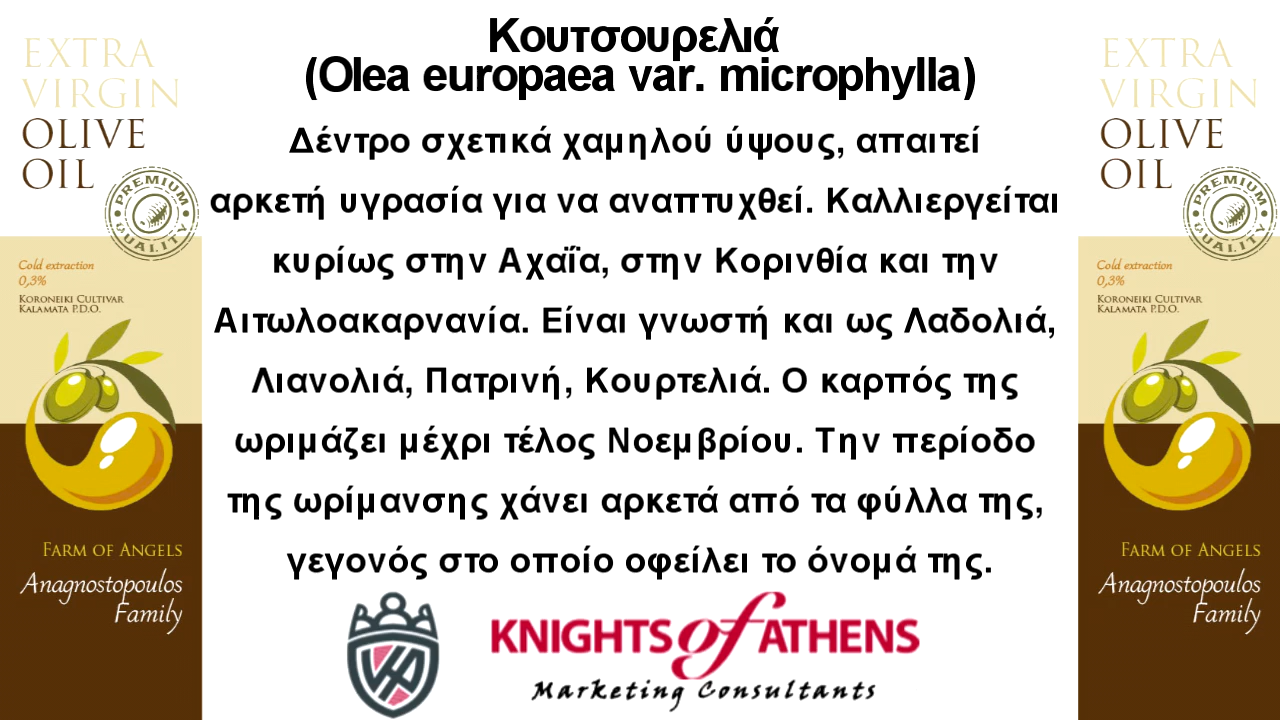 EXTRA
VIRGIN
OLIVE
OIL
PREMIUM
QUALITY
Cold extraction
0,3%
KORONEIKI CULTIVAR
KALAMATA P.D.O.
FARM OF ANGELS
Anagnostopoulos
Family
Κουτσουρελιά
(Olea europaea var. microphylla)
Δέντρο σχετικά χαμηλού ύψους, απαιτεί
αρκετή υγρασία για να αναπτυχθεί. Καλλιεργείται
κυρίως στην Αχαΐα, στην Κορινθία και την
Αιτωλοακαρνανία. Είναι γνωστή και ως Λαδολιά,
Λιανολιά, Πατρινή, Κουρτελιά. Ο καρπός της
ωριμάζει μέχρι τέλος Νοεμβρίου. Την περίοδο
της ωρίμανσης χάνει αρκετά από τα φύλλα της,
γεγονός στο οποίο οφείλει το όνομά της.
KNIGHTS of ATHENS
Marketing Consultants
EXTRA
VIRGIN
OLIVE
OIL
PREMIUM
QUALITY
Cold extraction
0,3%
KORONEIKI CULTIVAR
KALAMATA P.D.O.
FARM OF ANGELS
Anagnostopoulos
Family